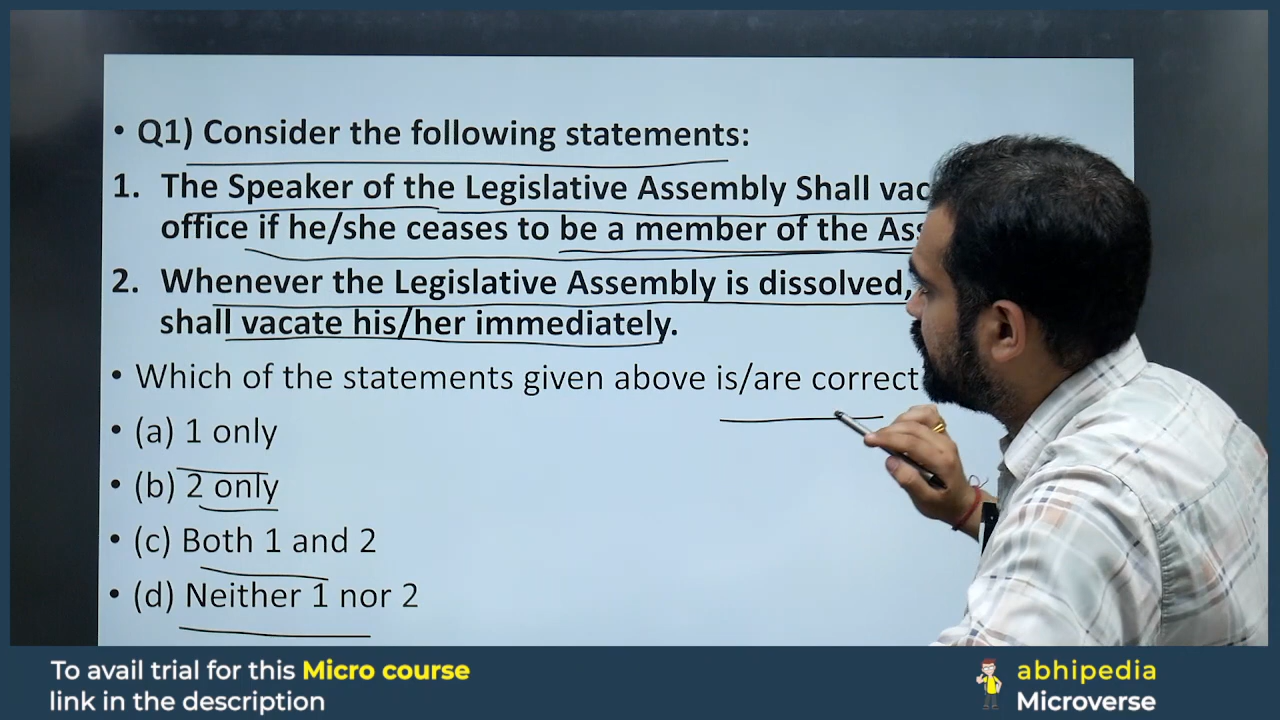 • Q1) Consider the following statements:
1. The Speaker of the Legislative Assembly Shall
office if he/she ceases to be a member of the
2. Whenever the Legislative Assembly is dissolved,
shall vacate his/her immediately.
• Which of the statements given above is/are correct
• (a) 1 only
• (b) 2 only
• (c) Both 1 and 2
• (d) Neither 1 nor 2
To avail trial for this Micro course
link in the description
abhipedia
Microverse